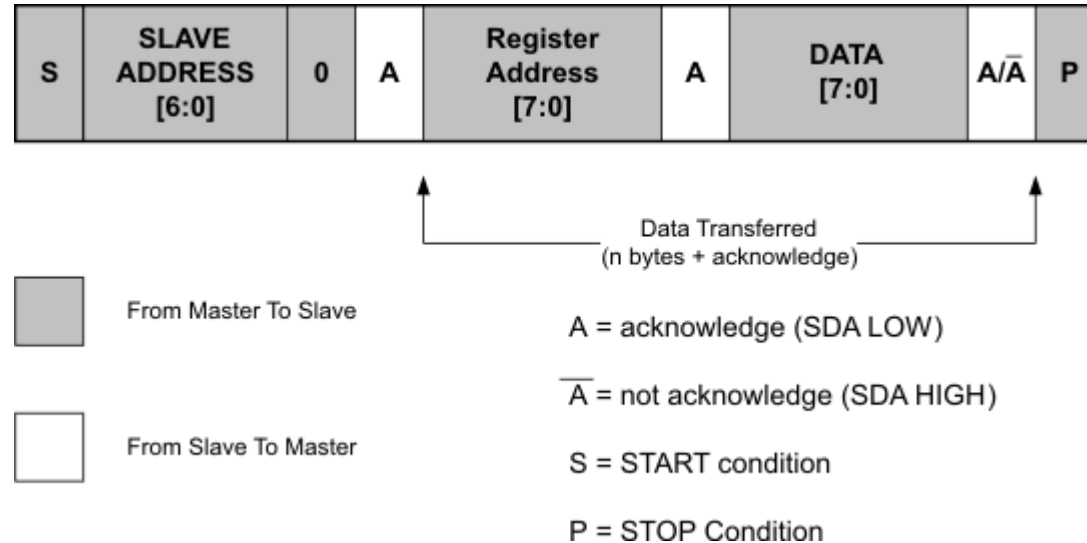 S
SLAVE
ADDRESS
[6:0]
0
A
Register
Address
[7:0]
A
DATA
[7:0]
A/A̅
P
Data Transferred
(n bytes + acknowledge)
From Master To Slave
A = acknowledge (SDA LOW)
A̅ = not acknowledge (SDA HIGH)
From Slave To Master
S = START condition
P = STOP Condition